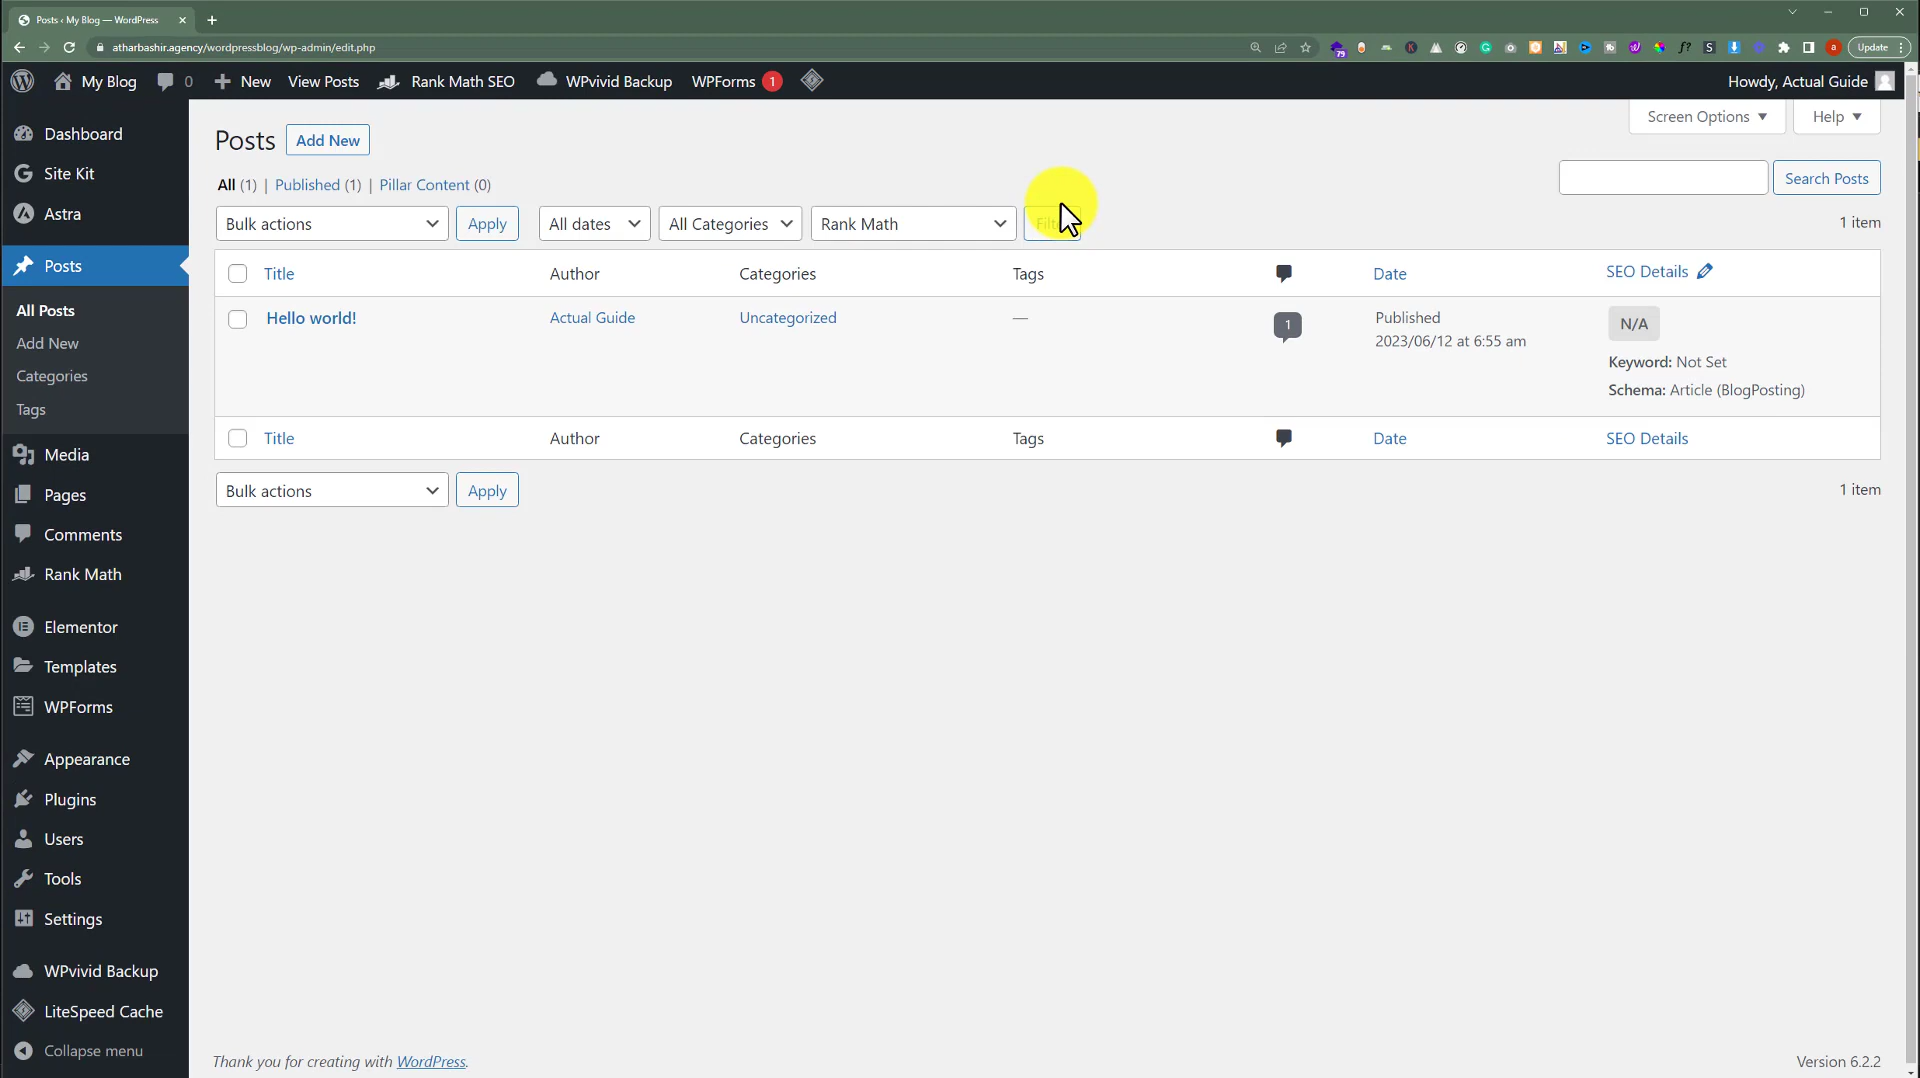 Posts ‹ My Blog — WordPress
atharbashir.agency/wordpressblog/wp-admin/edit.php
79
a
Update
My Blog
0
New
View Posts
Rank Math SEO
WPvivid Backup
WPForms 1
Howdy, Actual Guide
Dashboard
Site Kit
Astra
Posts
All Posts
Add New
Categories
Tags
Media
Pages
Comments
Rank Math
Elementor
Templates
WPForms
Appearance
Plugins
Users
Tools
Settings
WPvivid Backup
LiteSpeed Cache
Collapse menu
Screen Options
Help
Posts
Add New
All (1) | Published (1) | Pillar Content (0)
Search Posts
Bulk actions
Apply
All dates
All Categories
Rank Math
1 item
Title Author Categories Tags Date SEO Details
Hello world! Actual Guide Uncategorized — 1 Published N/A
2023/06/12 at 6:55 am
Keyword: Not Set
Schema: Article (BlogPosting)
Title Author Categories Tags Date SEO Details
Bulk actions
Apply
1 item
Thank you for creating with WordPress.
Version 6.2.2